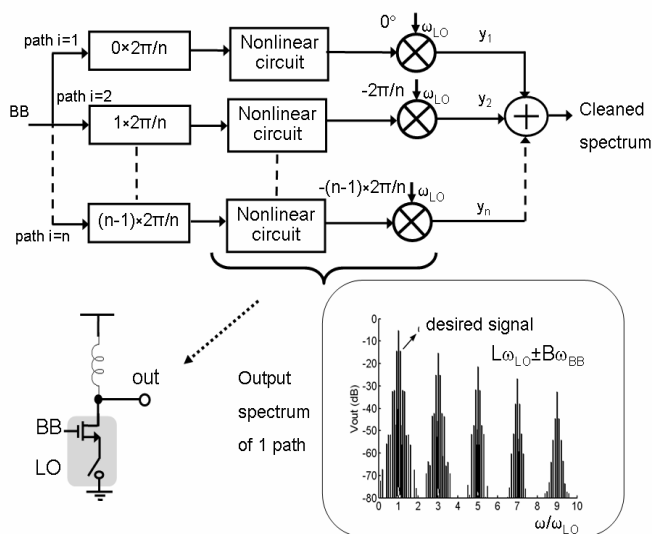 path i=1
0×2π/n
Nonlinear
circuit
0°
ωLO
y1
BB
path i=2
1×2π/n
Nonlinear
circuit
-2π/n
ωLO
y2
Cleaned
spectrum
path i=n
(n-1)×2π/n
Nonlinear
circuit
-(n-1)×2π/n
ωLO
yn
out
BB
LO
Output
spectrum
of 1 path
desired signal
LωLO±BωBB
Vout (dB)
0
-10
-20
-30
-40
-50
-60
-70
-80
0 1 2 3 4 5 6 7 8 9 10
ω/ωLO